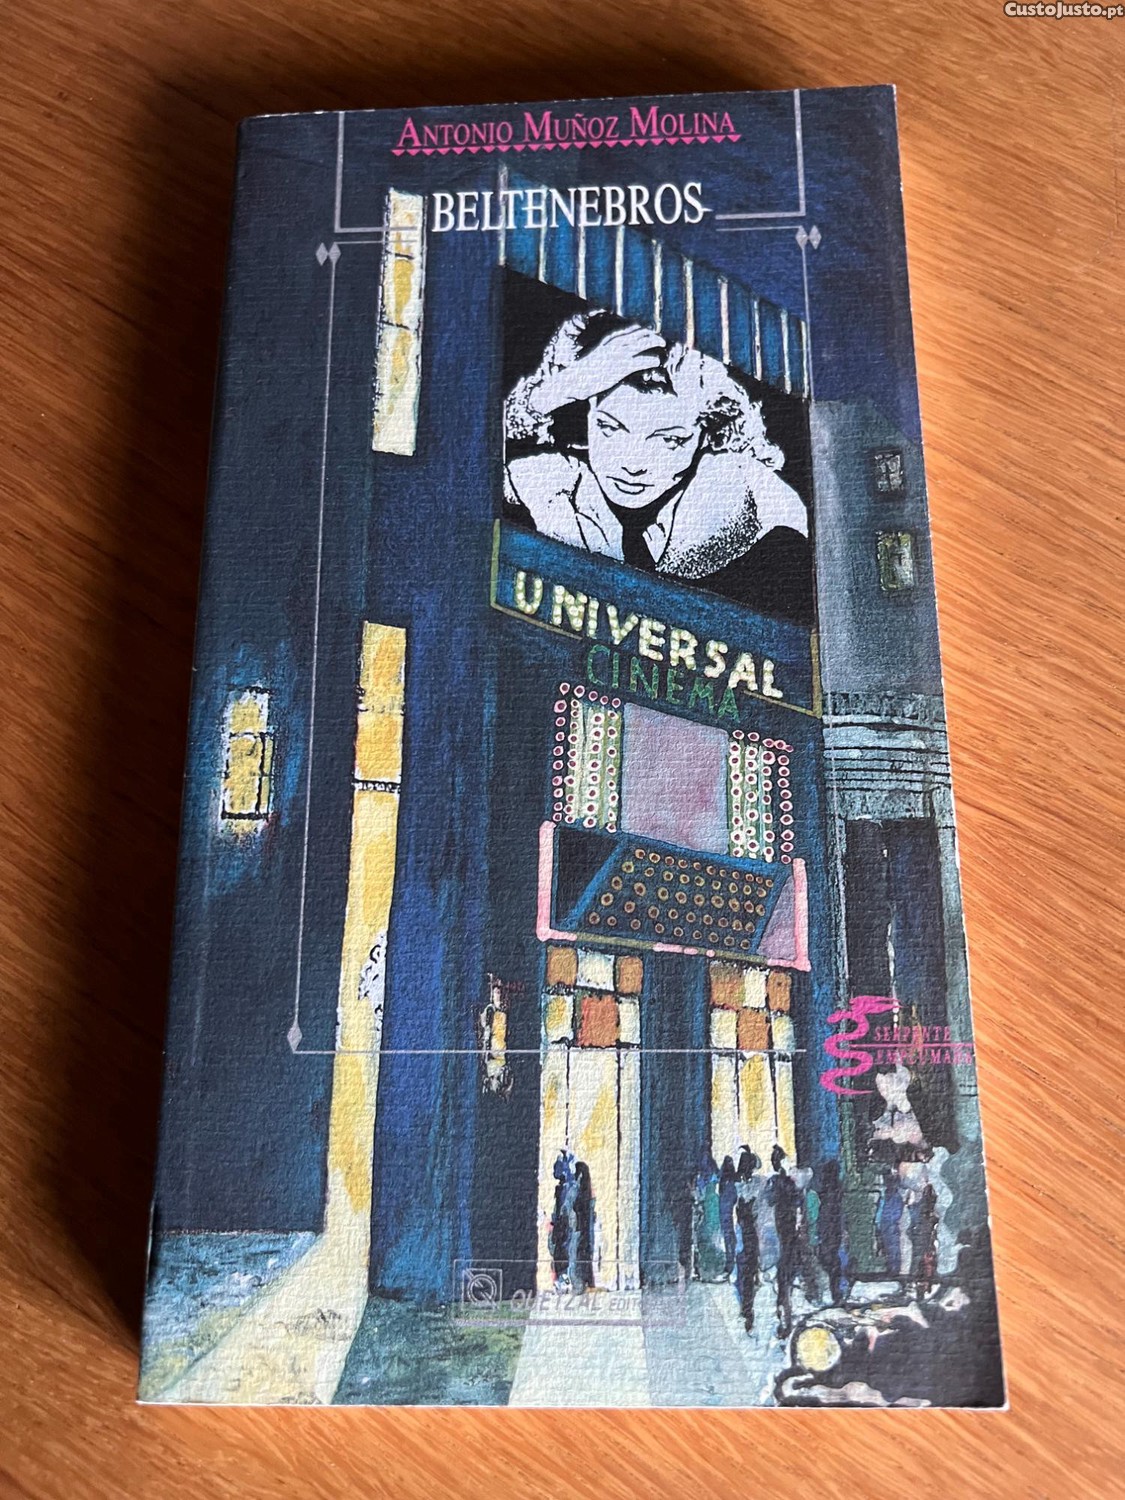 CustoJusto.pt
ANTONIO MUÑOZ MOLINA
BELTENEBROS
UNIVERSAL
CINEMA
SERPENTE
QUETZAL